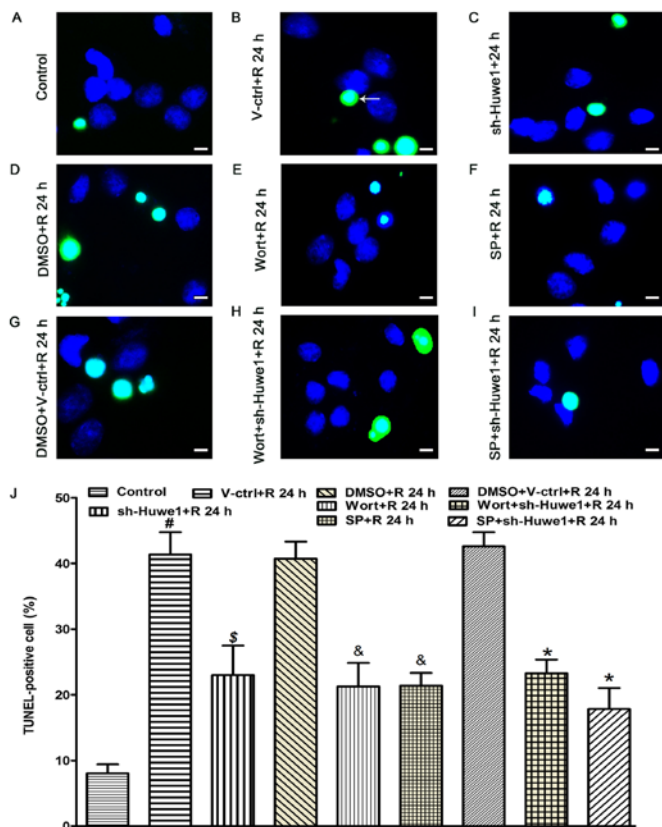 A
Control
B
V-ctrl+R 24 h
C
sh-Huwe1+24 h
D
DMSO+R 24 h
E
Wort+R 24 h
F
SP+R 24 h
G
DMSO+V-ctrl+R 24 h
H
Wort+sh-Huwe1+R 24 h
I
SP+sh-Huwe1+R 24 h
J
Control
V-ctrl+R 24 h
DMSO+R 24 h
DMSO+V-ctrl+R 24 h
sh-Huwe1+R 24 h
Wort+R 24 h
Wort+sh-Huwe1+R 24 h
SP+R 24 h
SP+sh-Huwe1+R 24 h
TUNEL-positive cell (%)
50
40
30
20
10
0
#
$
&
&
*
*